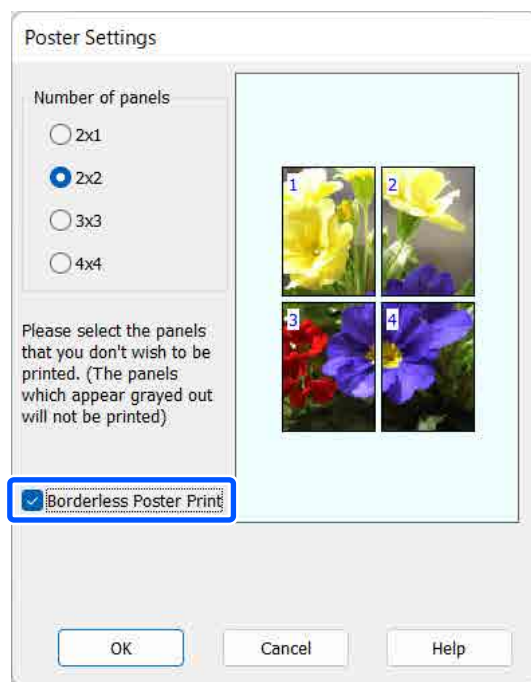 Poster Settings
Number of panels
2x1
2x2
3x3
4x4
Please select the panels
that you don't wish to be
printed. (The panels
which appear grayed out
will not be printed)
Borderless Poster Print
1
2
3
4
OK
Cancel
Help